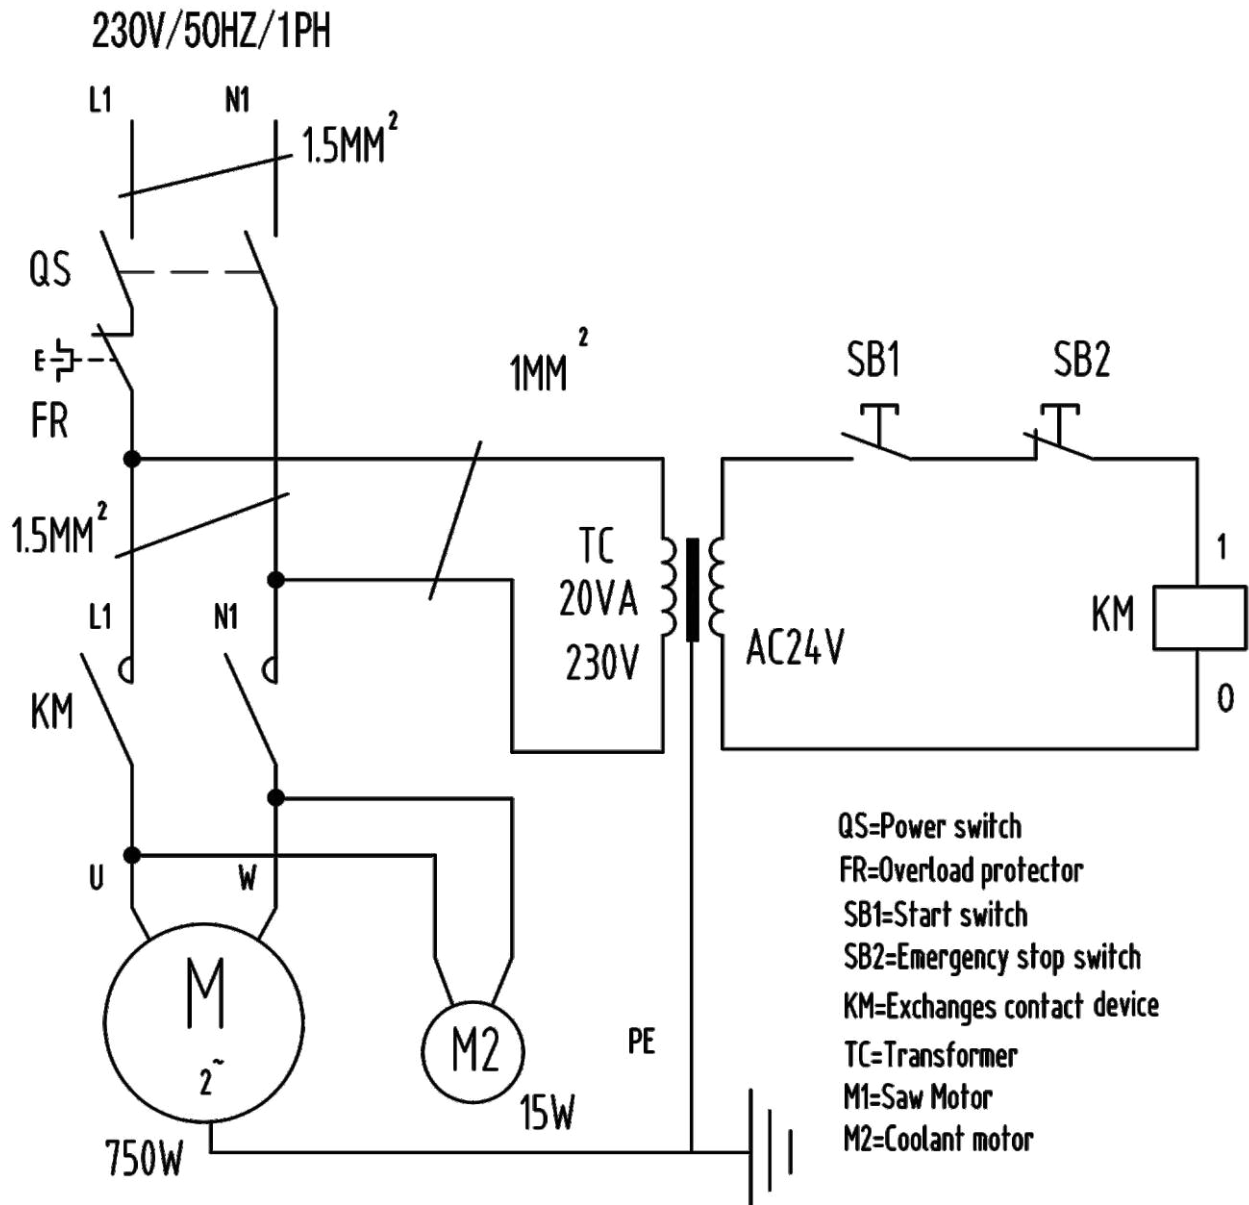 230V/50HZ/1PH
L1 N1
1.5MM²
QS
FR
1MM²
SB1 SB2
1.5MM²
TC
20VA
230V
AC24V
L1 N1
KM
KM
1
0
U W
M
2~
750W
M2
15W
PE
QS=Power switch
FR=Overload protector
SB1=Start switch
SB2=Emergency stop switch
KM=Exchanges contact device
TC=Transformer
M1=Saw Motor
M2=Coolant motor